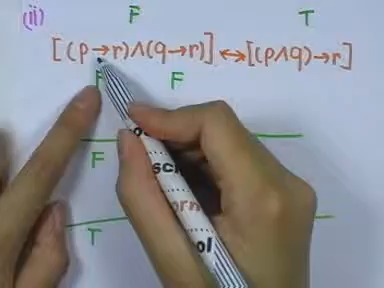 (ii) F T
[(p→r)∧(q→r)]↔[(p∧q)→r]
F F
F
T